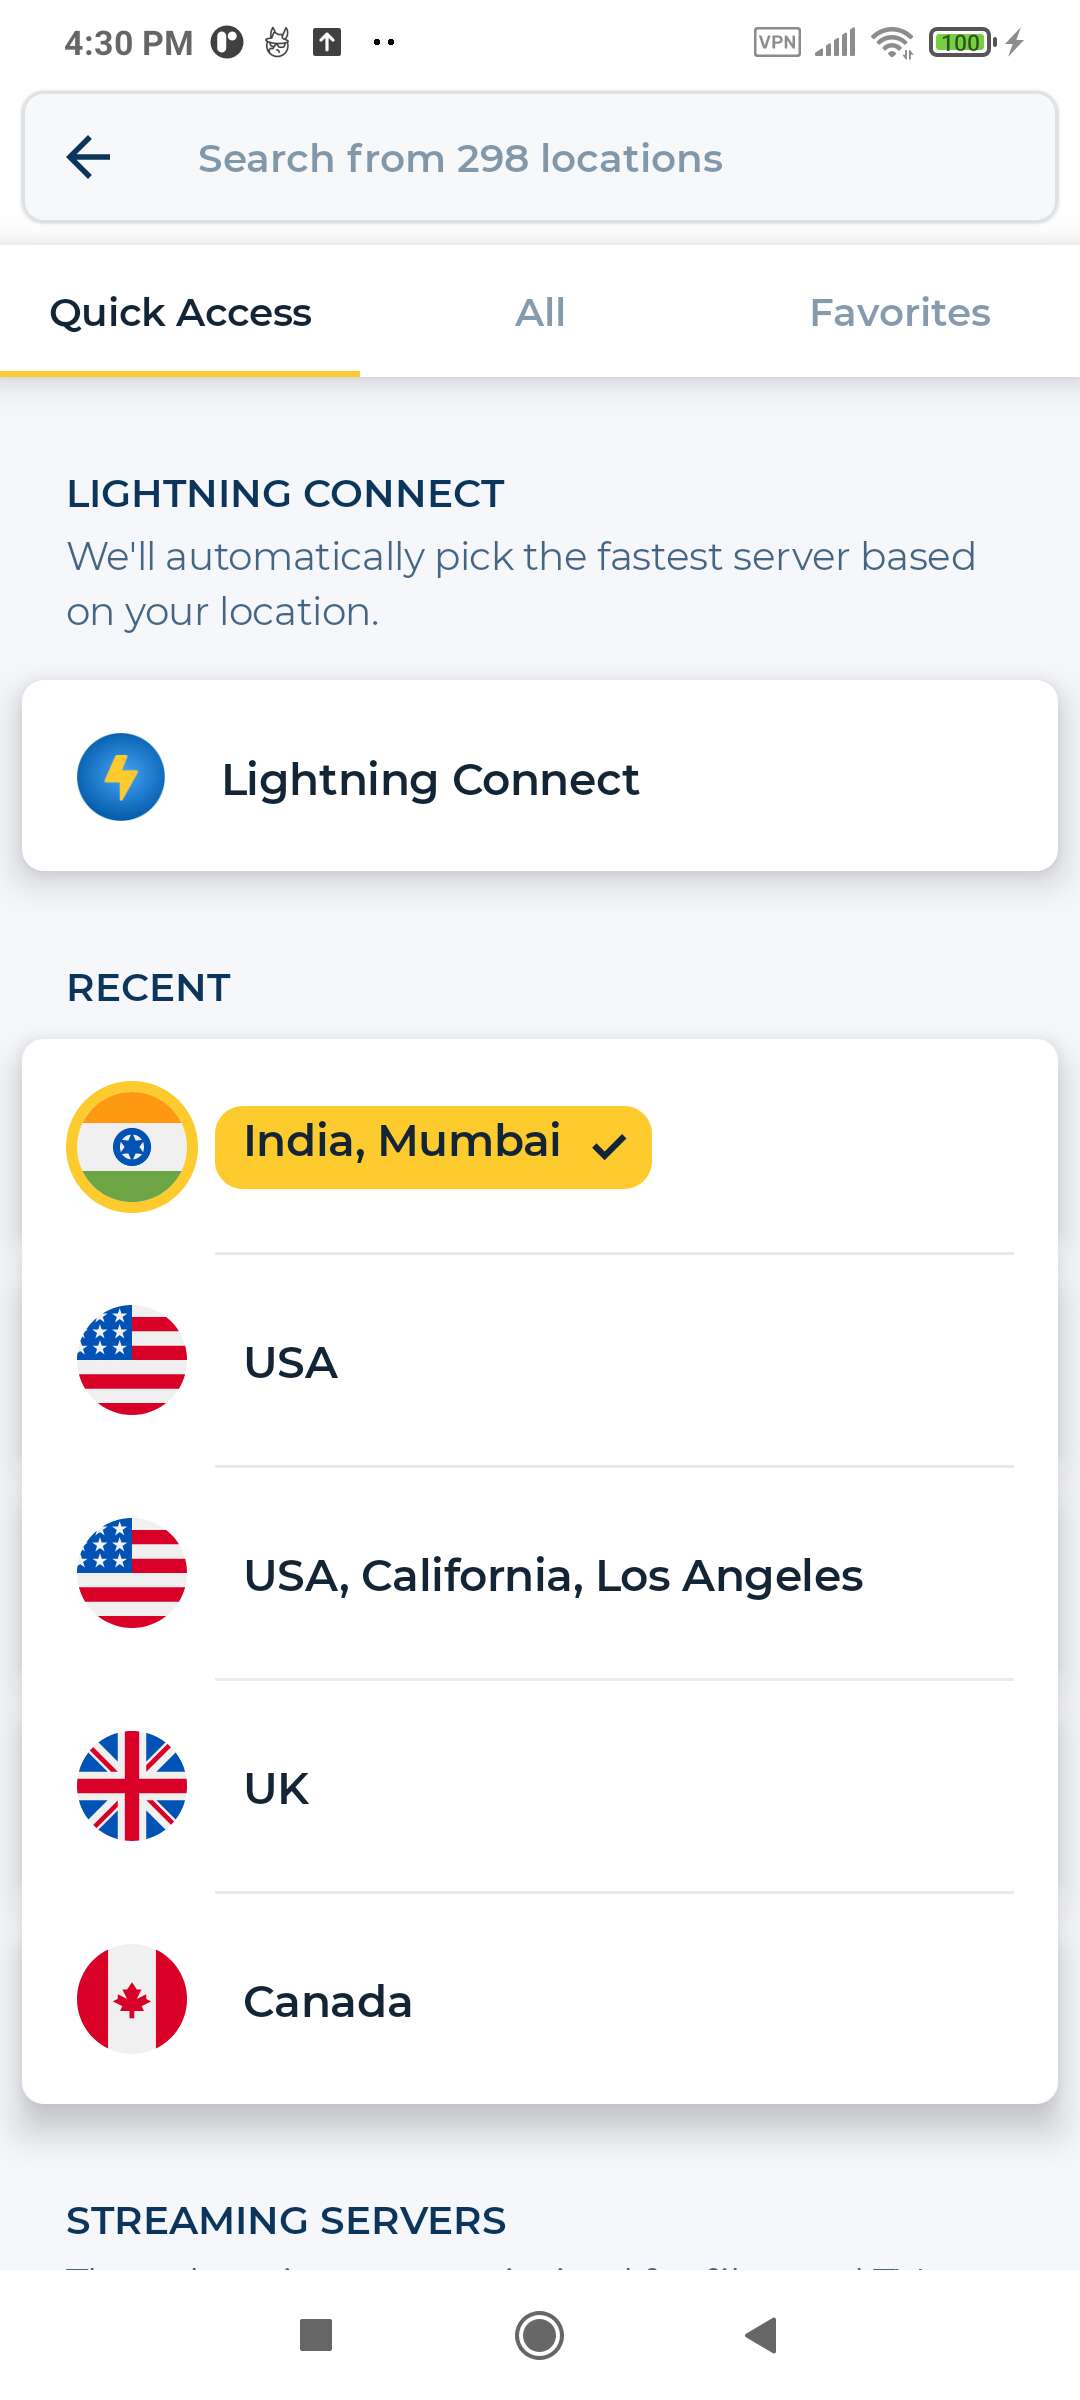 4:30 PM
VPN
100
Search from 298 locations
Quick Access
All
Favorites
LIGHTNING CONNECT
We'll automatically pick the fastest server based
on your location.
Lightning Connect
RECENT
India, Mumbai
USA
USA, California, Los Angeles
UK
Canada
STREAMING SERVERS